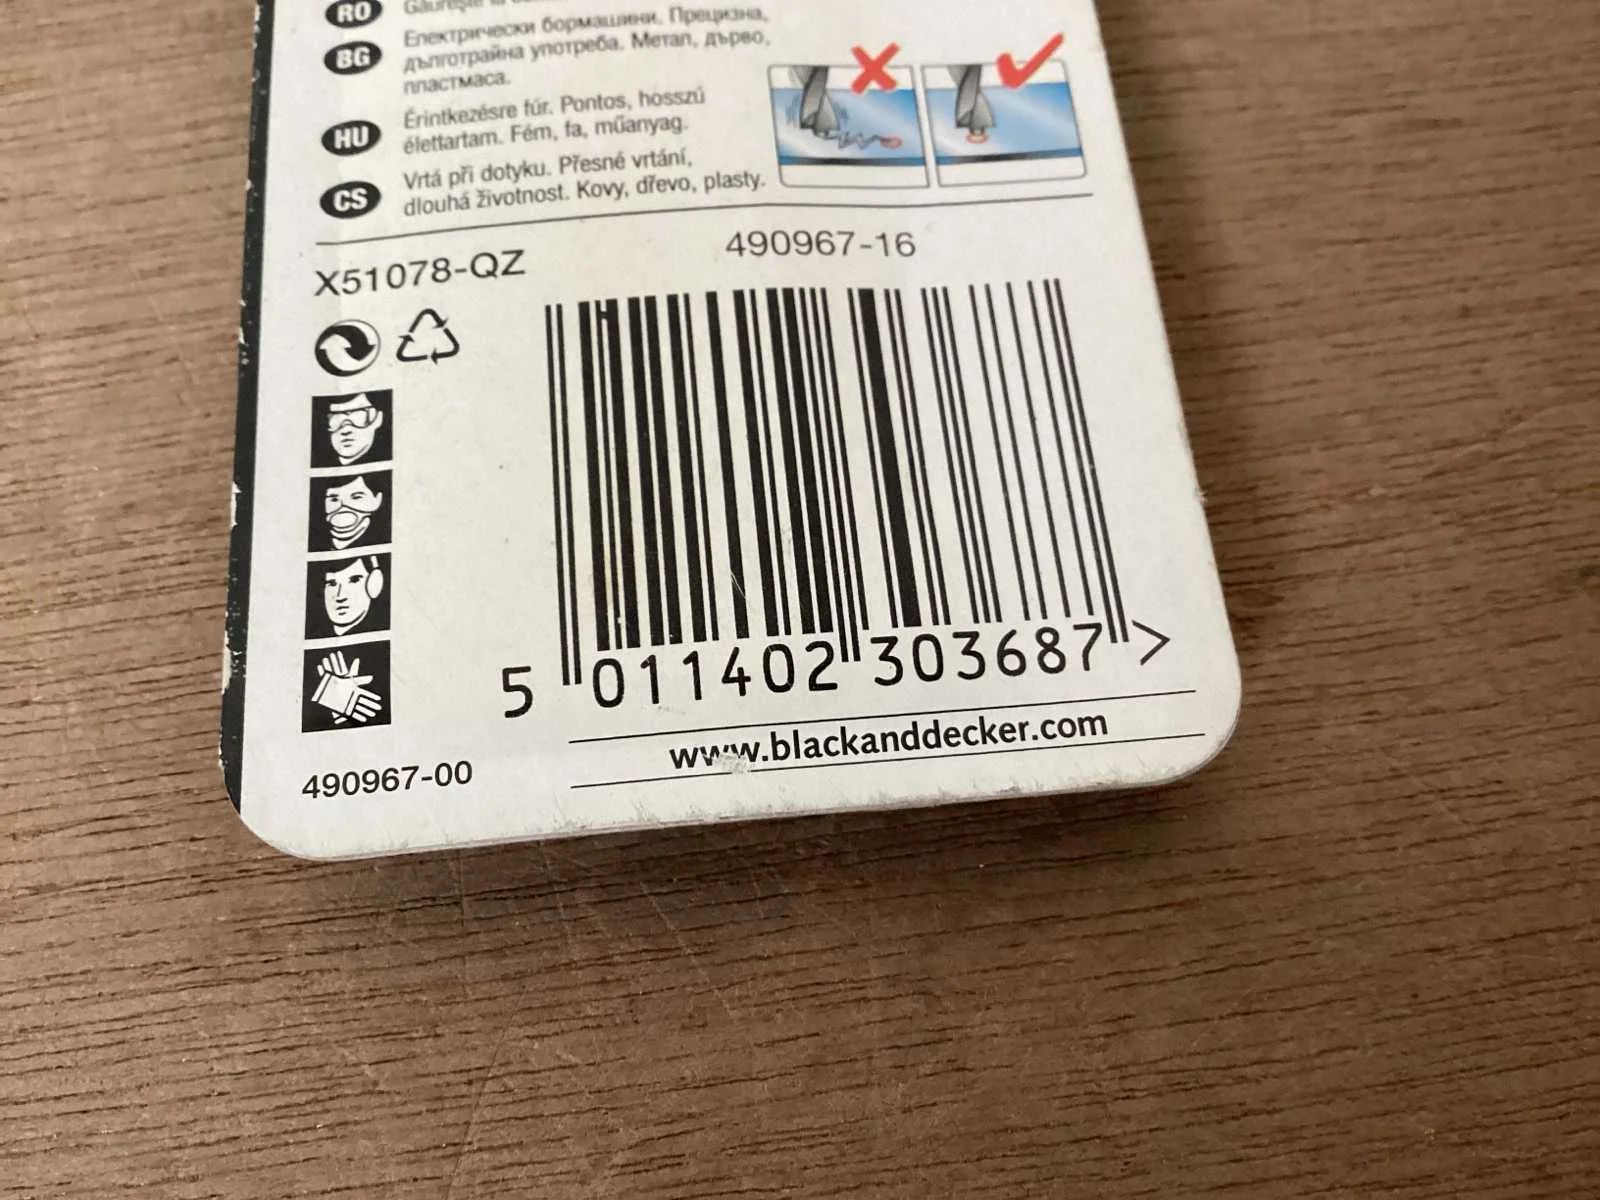 RO Găurește la
BG Електрически бормашини. Прецизна,
дълготрайна употреба. Метал, дърво,
пластмаса.
HU Érintkezésre fúr. Pontos, hosszú
élettartam. Fém, fa, műanyag.
CS Vrtá při dotyku. Přesné vrtání,
dlouhá životnost. Kovy, dřevo, plasty.
X51078-QZ
490967-16
5 011402 303687 >
www.blackanddecker.com
490967-00